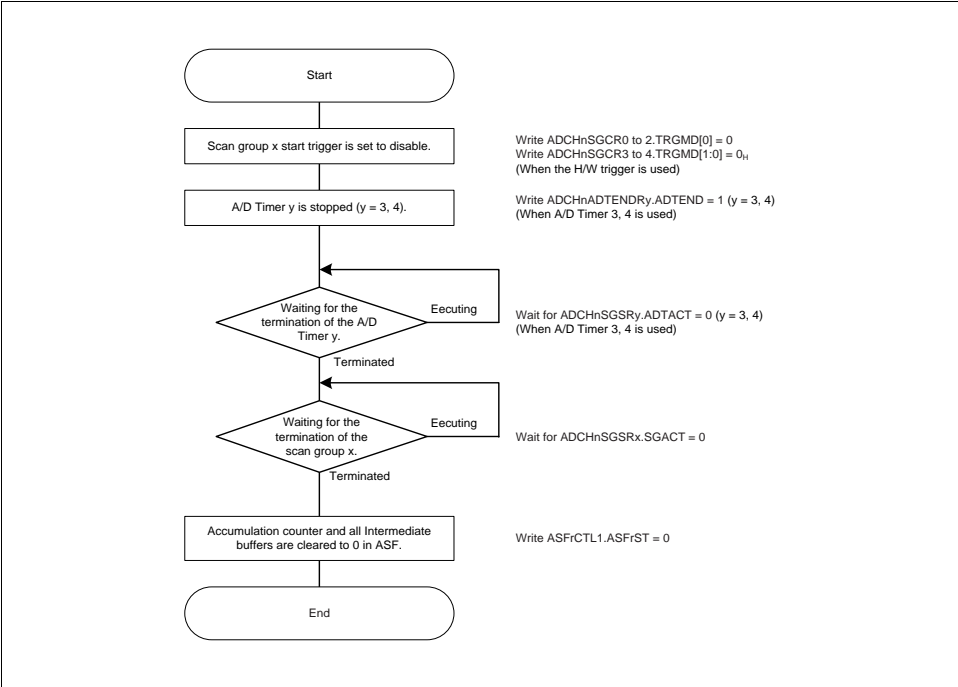 Start
Scan group x start trigger is set to disable.
Write ADCHnSGCR0 to 2.TRGMD[0] = 0
Write ADCHnSGCR3 to 4.TRGMD[1:0] = 0H
(When the H/W trigger is used)
A/D Timer y is stopped (y = 3, 4).
Write ADCHnADTENDRy.ADTEND = 1 (y = 3, 4)
(When A/D Timer 3, 4 is used)
Waiting for the
termination of the A/D
Timer y.
Eecuting
Wait for ADCHnSGSRy.ADTACT = 0 (y = 3, 4)
(When A/D Timer 3, 4 is used)
Terminated
Waiting for the
termination of the
scan group x.
Eecuting
Wait for ADCHnSGSRx.SGACT = 0
Terminated
Accumulation counter and all Intermediate
buffers are cleared to 0 in ASF.
Write ASFrCTL1.ASFrST = 0
End